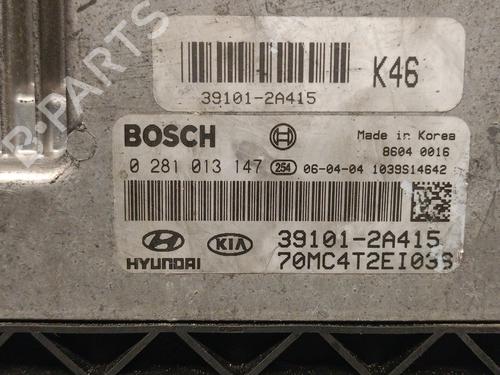 K46
39101-2A415
BOSCH
Made in Korea
8604 0016
0 281 013 147 254 06-04-04 1039S14642
HYUNDAI KIA 39101-2A415
70MC4T2EI03S
B-PARTS